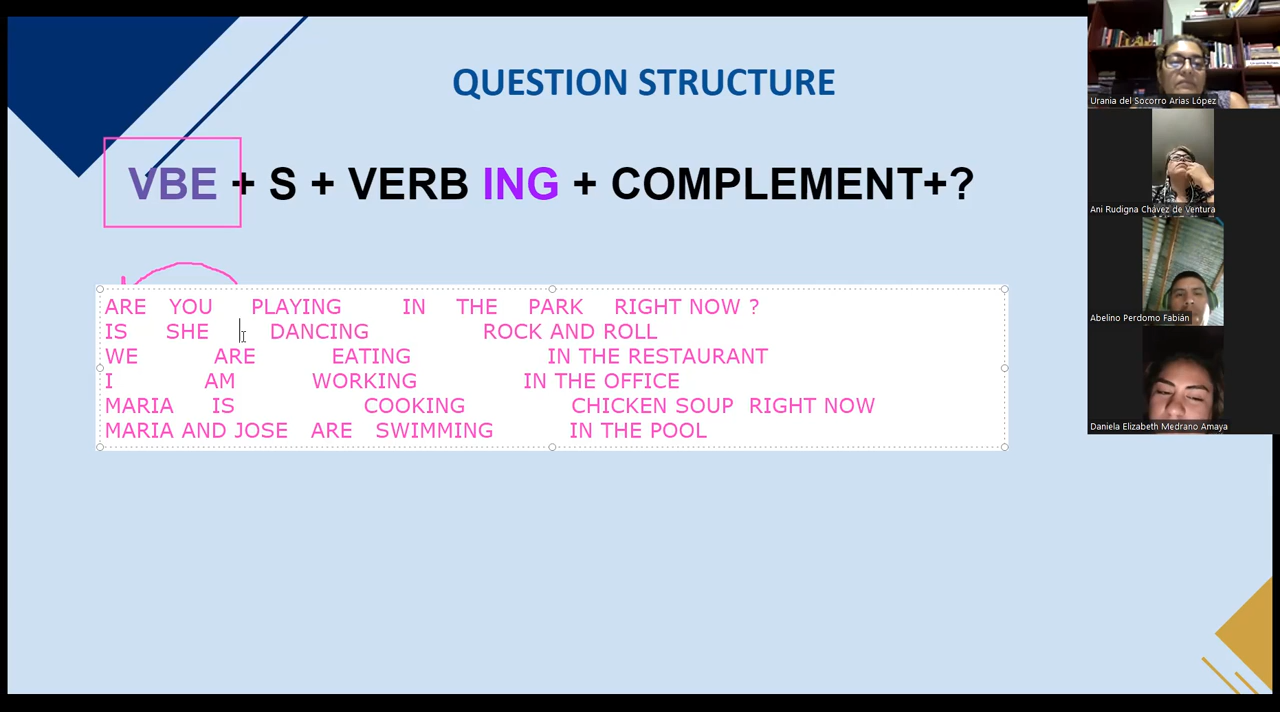 QUESTION STRUCTURE
VBE + S + VERB ING + COMPLEMENT+?
ARE YOU PLAYING IN THE PARK RIGHT NOW ?
IS SHE DANCING ROCK AND ROLL
WE ARE EATING IN THE RESTAURANT
I AM WORKING IN THE OFFICE
MARIA IS COOKING CHICKEN SOUP RIGHT NOW
MARIA AND JOSE ARE SWIMMING IN THE POOL
Urania del Socorro Arias López
Ani Rudigna Chávez de Ventura
Abelino Perdomo Fabián
Daniela Elizabeth Medrano Amaya